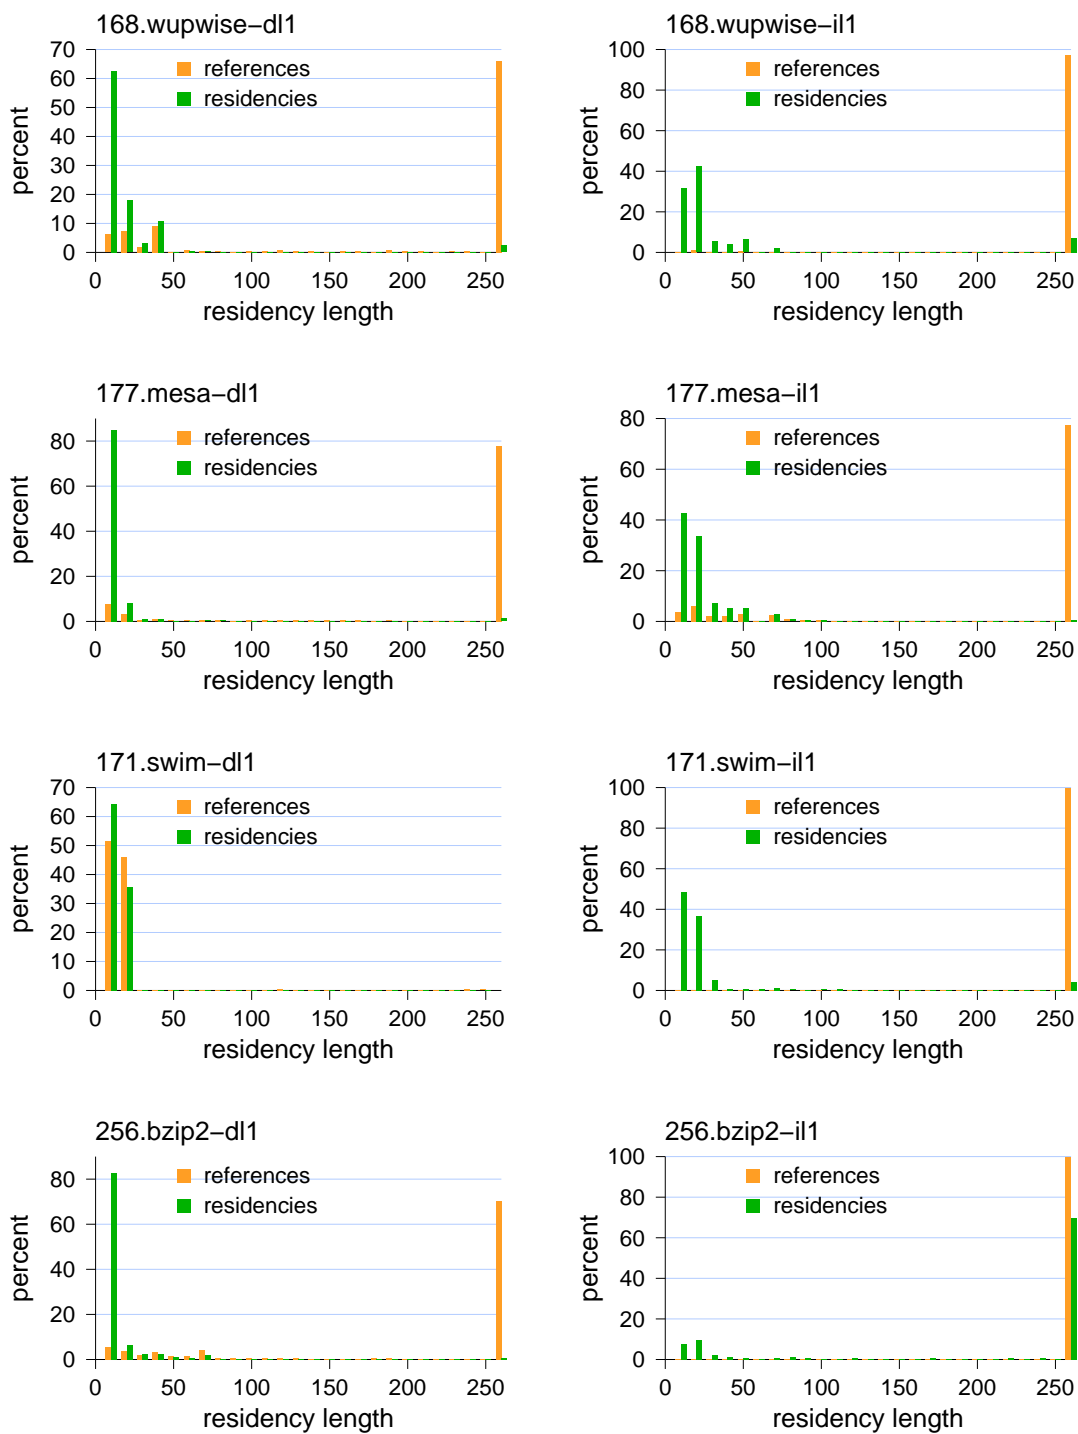 168.wupwise−dl1
70
60
50
40
30
20
10
0
percent
references
residencies
0 50 100 150 200 250
residency length
168.wupwise−il1
100
80
60
40
20
0
percent
references
residencies
0 50 100 150 200 250
residency length
177.mesa−dl1
80
60
40
20
0
percent
references
residencies
0 50 100 150 200 250
residency length
177.mesa−il1
80
60
40
20
0
percent
references
residencies
0 50 100 150 200 250
residency length
171.swim−dl1
70
60
50
40
30
20
10
0
percent
references
residencies
0 50 100 150 200 250
residency length
171.swim−il1
100
80
60
40
20
0
percent
references
residencies
0 50 100 150 200 250
residency length
256.bzip2−dl1
80
60
40
20
0
percent
references
residencies
0 50 100 150 200 250
residency length
256.bzip2−il1
100
80
60
40
20
0
percent
references
residencies
0 50 100 150 200 250
residency length